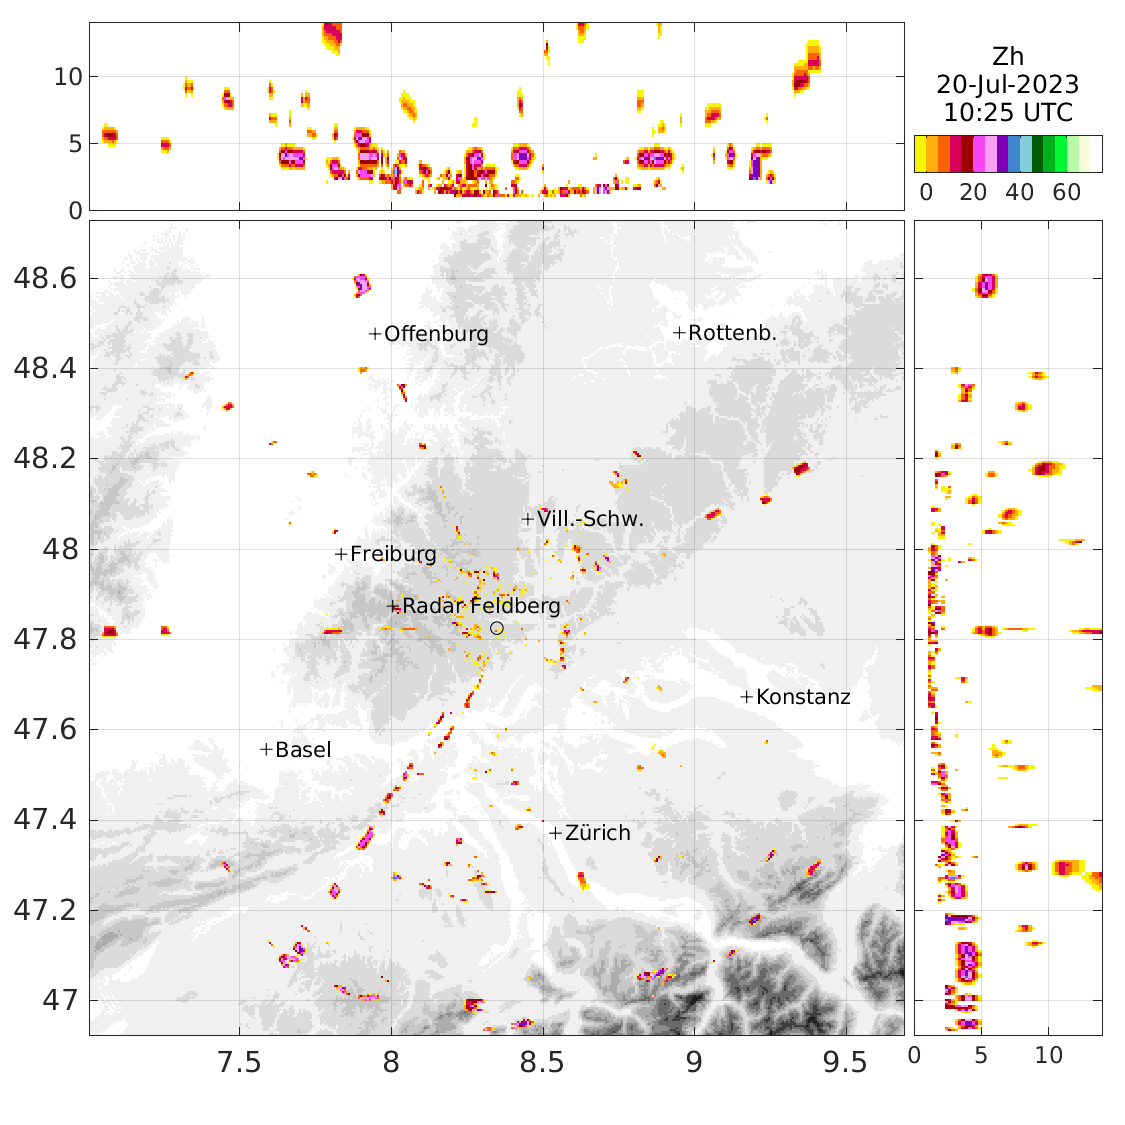 10
5
0
Zh
20-Jul-2023
10:25 UTC
0 20 40 60
48.6
48.4
48.2
48
47.8
47.6
47.4
47.2
47
Offenburg
Rottenb.
Vill.-Schw.
Freiburg
Radar Feldberg
Konstanz
Basel
Zürich
7.5 8 8.5 9 9.5
0 5 10